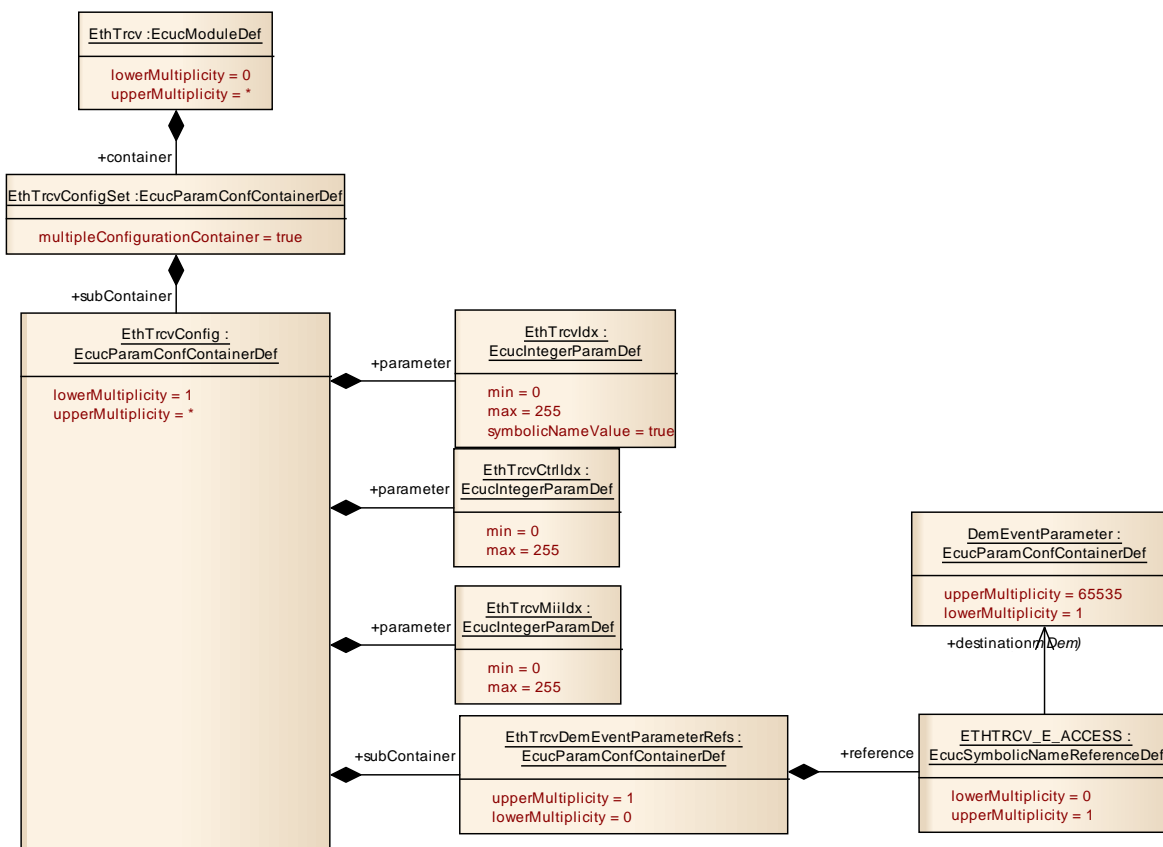 EthTrcv :EcucModuleDef
lowerMultiplicity = 0
upperMultiplicity = *
+container
EthTrcvConfigSet :EcucParamConfContainerDef
multipleConfigurationContainer = true
+subContainer
EthTrcvConfig :
EcucParamConfContainerDef
lowerMultiplicity = 1
upperMultiplicity = *
+parameter
EthTrcvIdx :
EcucIntegerParamDef
min = 0
max = 255
symbolicNameValue = true
+parameter
EthTrcvCtrlIdx :
EcucIntegerParamDef
min = 0
max = 255
+parameter
EthTrcvMiiIdx :
EcucIntegerParamDef
min = 0
max = 255
+subContainer
EthTrcvDemEventParameterRefs :
EcucParamConfContainerDef
upperMultiplicity = 1
lowerMultiplicity = 0
+reference
ETHTRCV_E_ACCESS :
EcucSymbolicNameReferenceDef
lowerMultiplicity = 0
upperMultiplicity = 1
DemEventParameter :
EcucParamConfContainerDef
upperMultiplicity = 65535
lowerMultiplicity = 1
+destination
Dem)